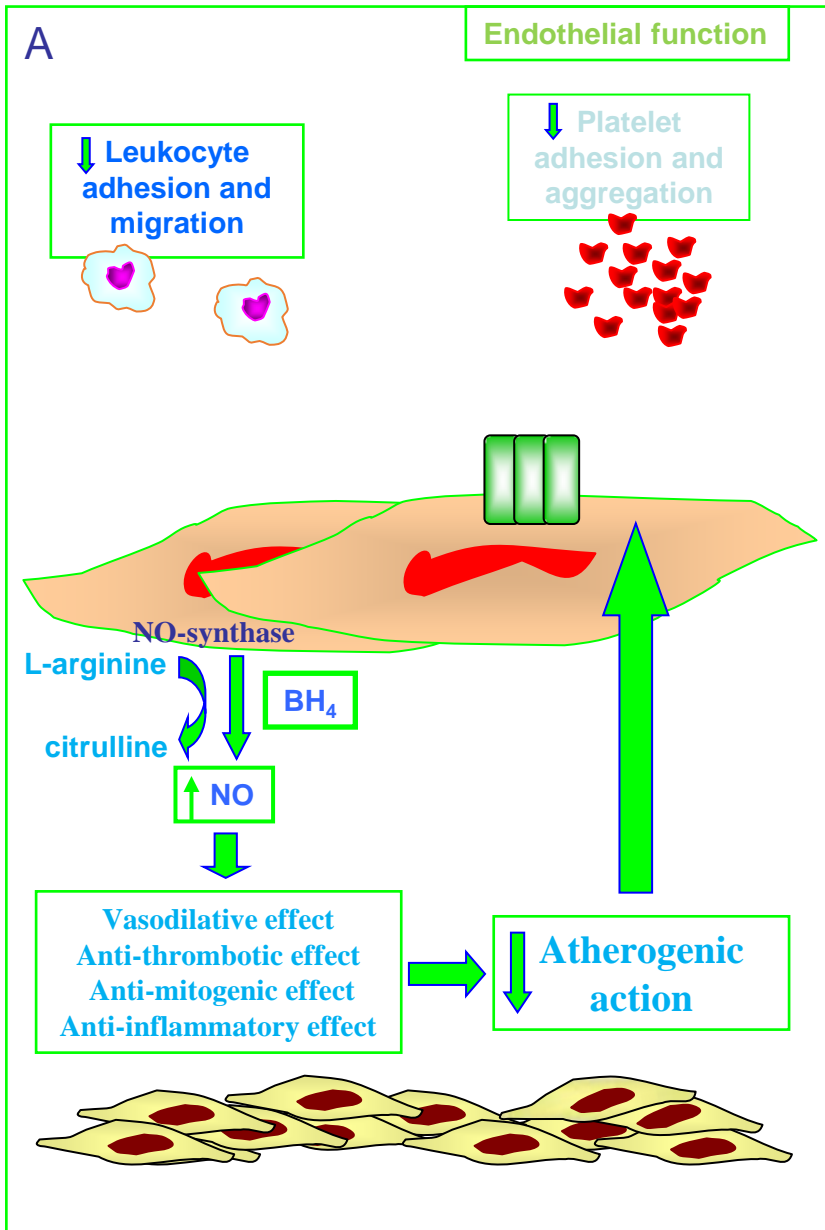 A
Endothelial function
Leukocyte
adhesion and
migration
Platelet
adhesion and
aggregation
NO-synthase
L-arginine
BH₄
citrulline
NO
Vasodilative effect
Anti-thrombotic effect
Anti-mitogenic effect
Anti-inflammatory effect
Atherogenic
action